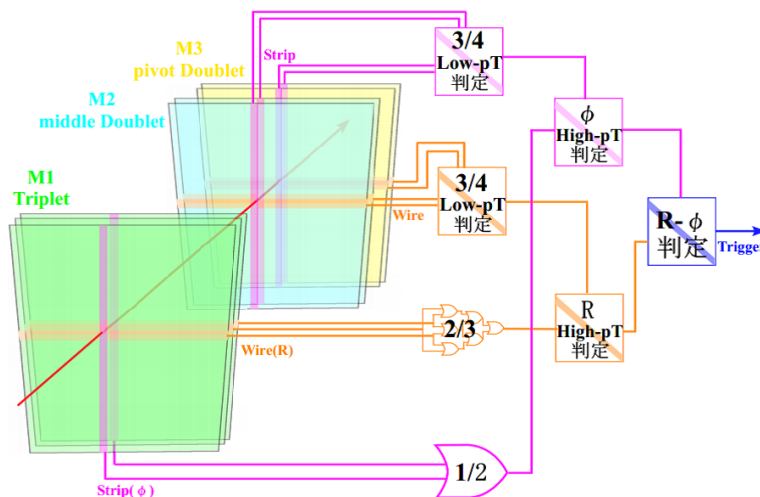 M3
pivot Doublet
M2
middle Doublet
M1
Triplet
Strip
3/4
Low-pT
判定
φ
High-pT
判定
3/4
Low-pT
判定
Wire
R-φ
判定
Trigger
2/3
Wire(R)
R
High-pT
判定
1/2
Strip(φ)